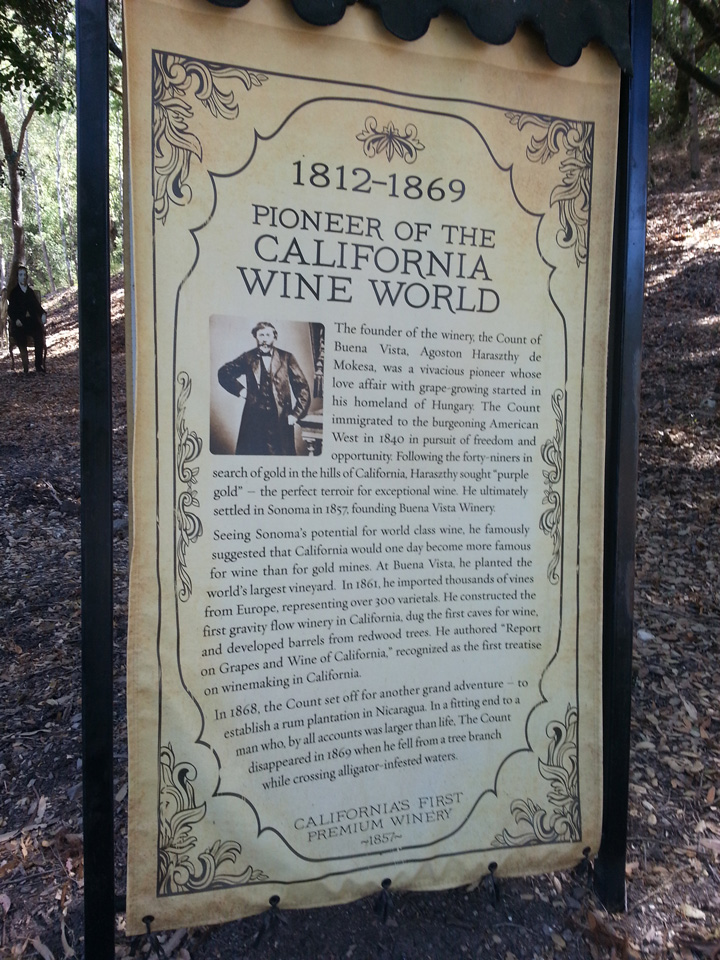 1812–1869
PIONEER OF THE
CALIFORNIA
WINE WORLD
The founder of the winery, the Count of
Buena Vista, Agoston Haraszthy de
Mokesa, was a vivacious pioneer whose
love affair with grape-growing started in
his homeland of Hungary. The Count
immigrated to the burgeoning American
West in 1840 in pursuit of freedom and
opportunity. Following the forty-niners in
search of gold in the hills of California, Haraszthy sought "purple
gold" – the perfect terroir for exceptional wine. He ultimately
settled in Sonoma in 1857, founding Buena Vista Winery.
Seeing Sonoma's potential for world class wine, he famously
suggested that California would one day become more famous
for wine than for gold mines. At Buena Vista, he planted the
world's largest vineyard. In 1861, he imported thousands of vines
from Europe, representing over 300 varietals. He constructed the
first gravity flow winery in California, dug the first caves for wine,
and developed barrels from redwood trees. He authored "Report
on Grapes and Wine of California," recognized as the first treatise
on winemaking in California.
In 1868, the Count set off for another grand adventure – to
establish a rum plantation in Nicaragua. In a fitting end to a
man who, by all accounts was larger than life, The Count
disappeared in 1869 when he fell from a tree branch
while crossing alligator-infested waters.
CALIFORNIA'S FIRST
PREMIUM WINERY
~1857~